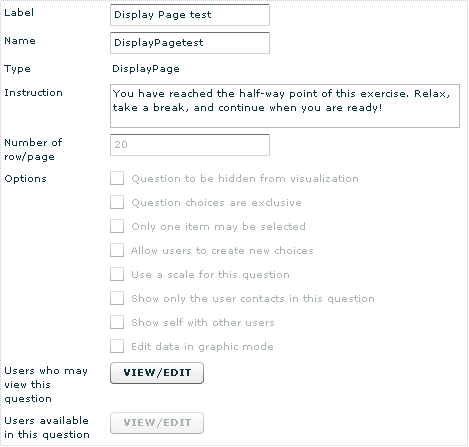 Label Display Page test
Name DisplayPagetest
Type DisplayPage
Instruction You have reached the half-way point of this exercise. Relax,
take a break, and continue when you are ready!
Number of
row/page 20
Options Question to be hidden from visualization
Question choices are exclusive
Only one item may be selected
Allow users to create new choices
Use a scale for this question
Show only the user contacts in this question
Show self with other users
Edit data in graphic mode
Users who may
view this
question
VIEW/EDIT
Users available
in this question
VIEW/EDIT